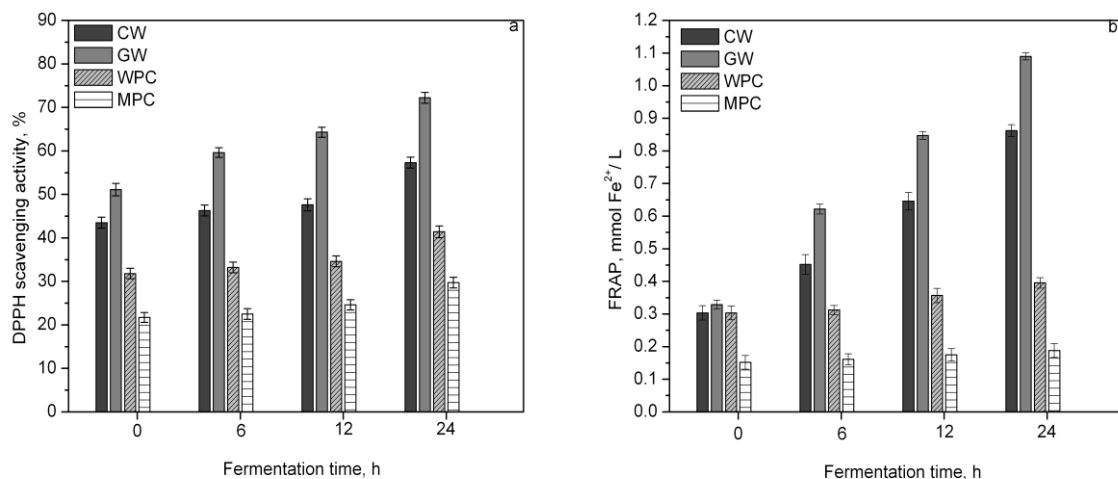 a
CW
GW
WPC
MPC
90
80
70
60
50
40
30
20
10
0
DPPH scavenging activity, %
0 6 12 24
Fermentation time, h
b
CW
GW
WPC
MPC
1.2
1.1
1.0
0.9
0.8
0.7
0.6
0.5
0.4
0.3
0.2
0.1
0.0
FRAP, mmol Fe²⁺/ L
0 6 12 24
Fermentation time, h